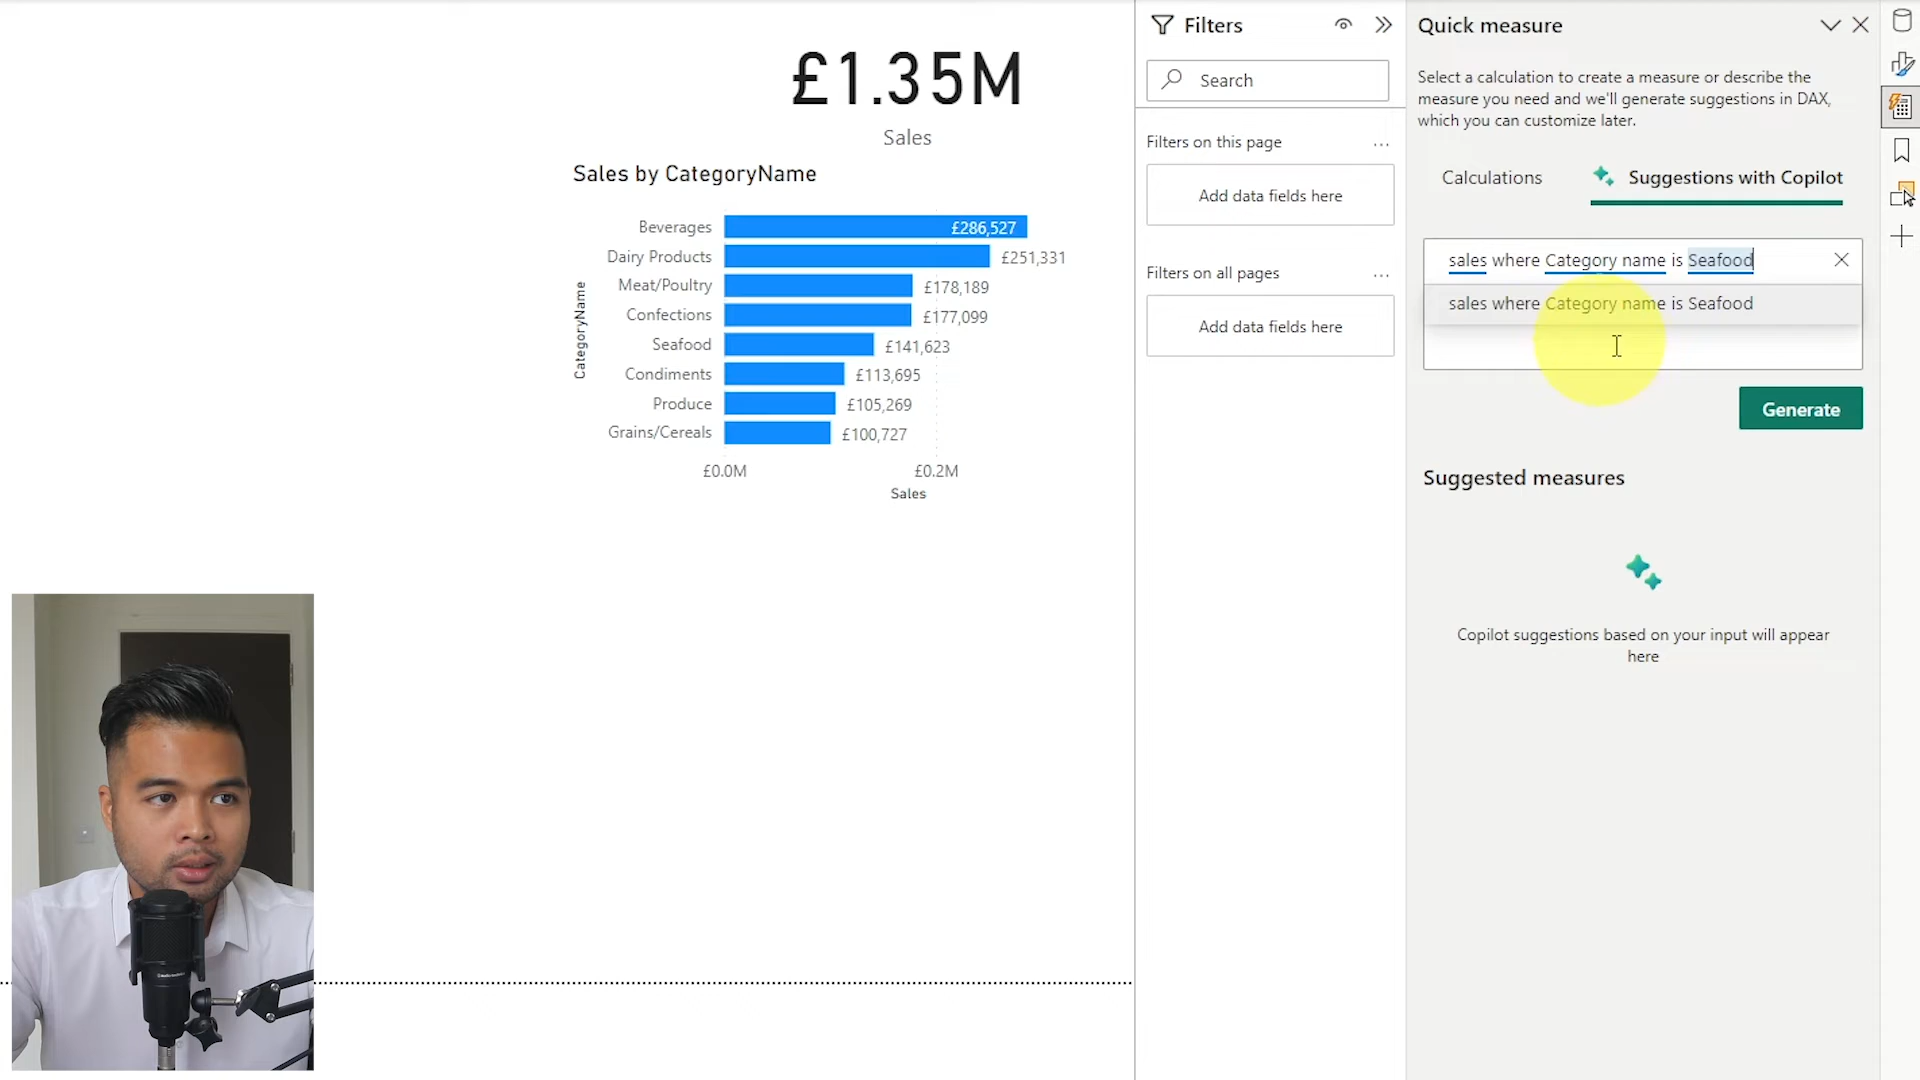 £1.35M
Sales
Sales by CategoryName
CategoryName
Beverages £286,527
Dairy Products £251,331
Meat/Poultry £178,189
Confections £177,099
Seafood £141,623
Condiments £113,695
Produce £105,269
Grains/Cereals £100,727
£0.0M £0.2M
Sales
Filters
Search
Filters on this page ...
Add data fields here
Filters on all pages ...
Add data fields here
Quick measure
Select a calculation to create a measure or describe the
measure you need and we'll generate suggestions in DAX,
which you can customize later.
Calculations Suggestions with Copilot
sales where Category name is Seafood
sales where Category name is Seafood
Generate
Suggested measures
Copilot suggestions based on your input will appear
here